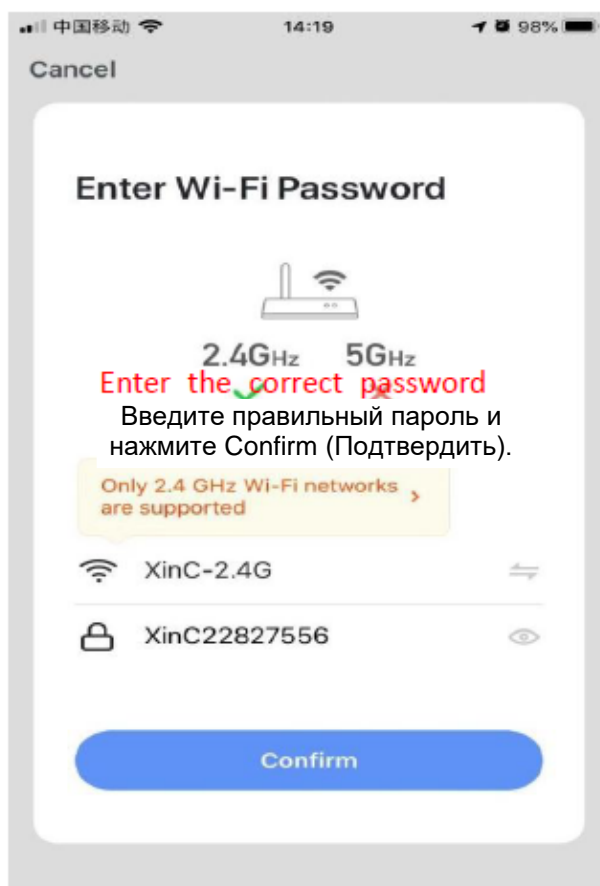 中国移动 14:19 98%
Cancel
Enter Wi-Fi Password
2.4GHz 5GHz
Enter the correct password
Введите правильный пароль и
нажмите Confirm (Подтвердить).
Only 2.4 GHz Wi-Fi networks
are supported
XinC-2.4G
XinC22827556
Confirm